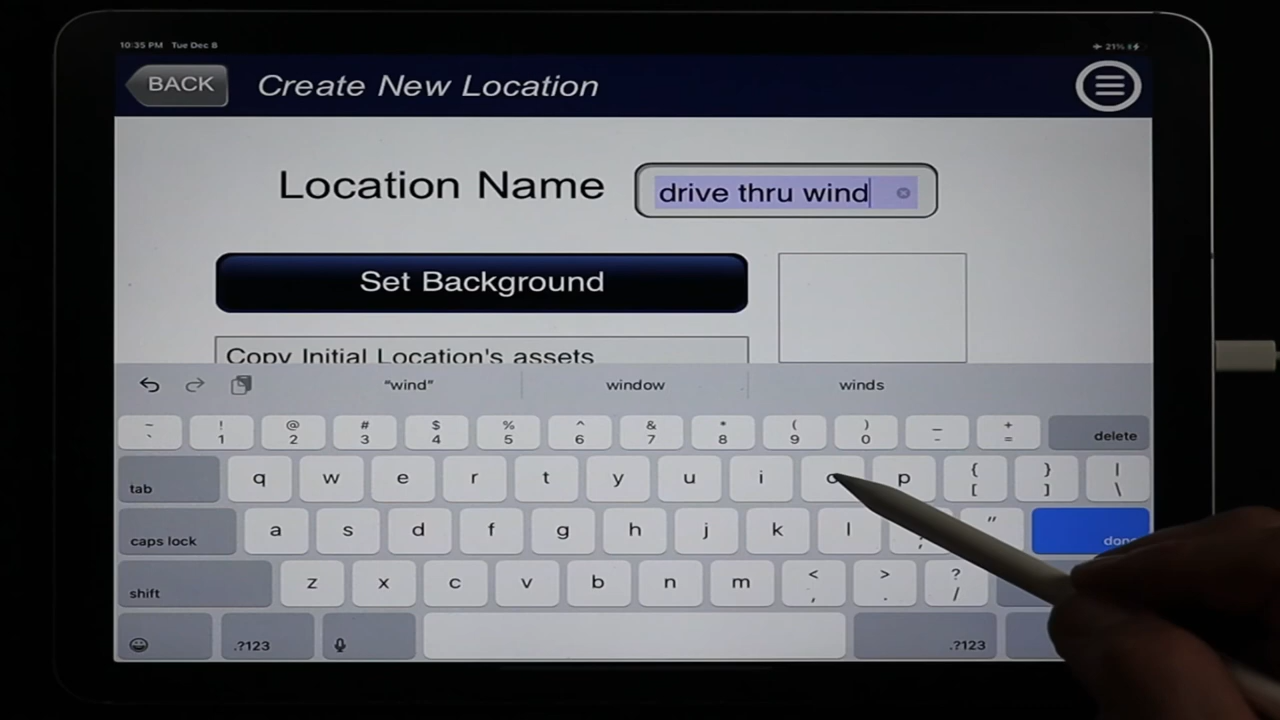 10:35 PM Tue Dec 8
21%
BACK
Create New Location
Location Name
drive thru wind
Set Background
Copy Initial Location's assets
"wind" window winds
~ ! @ # $ % ^ & * ( ) _ +
` 1 2 3 4 5 6 7 8 9 0 - = delete
tab q w e r t y u i o p { [ } ] | \
caps lock a s d f g h j k l ; " done
shift z x c v b n m < , > . ? /
.?123 .?123